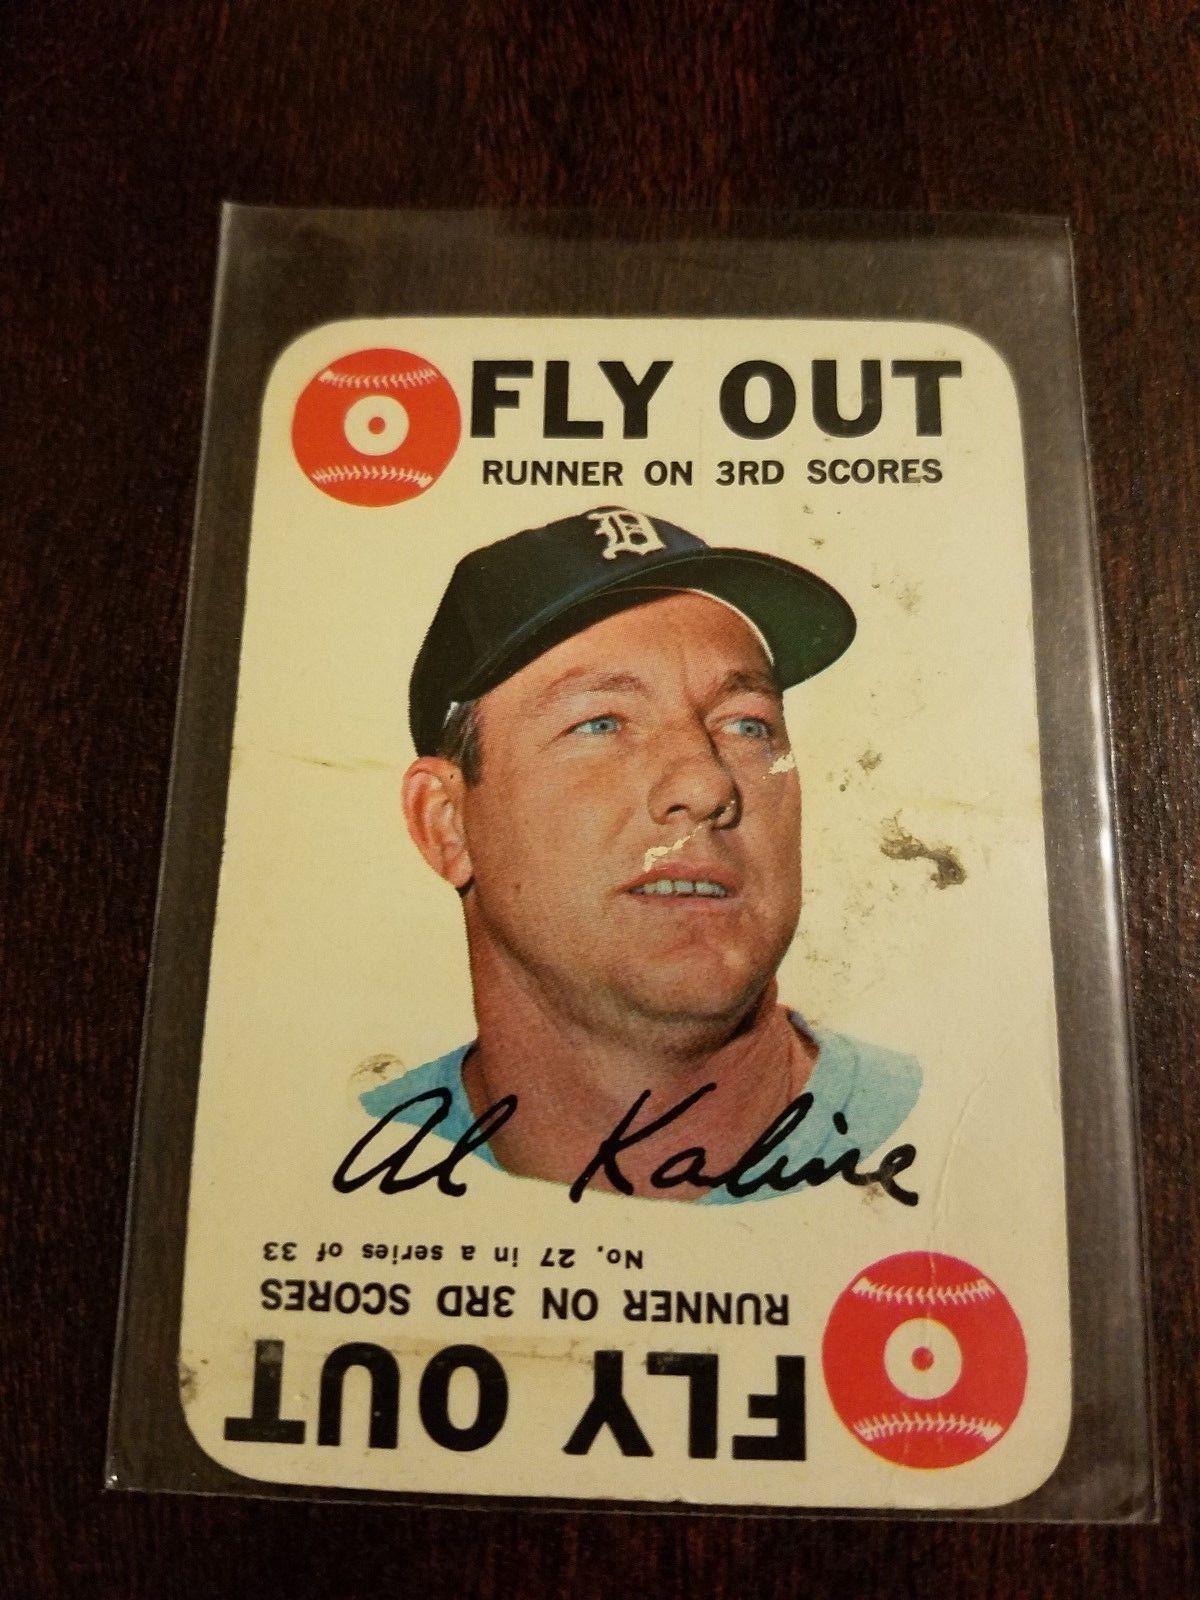 FLY OUT
RUNNER ON 3RD SCORES
D
Al Kaline
No. 27 in a series of 33
RUNNER ON 3RD SCORES
FLY OUT